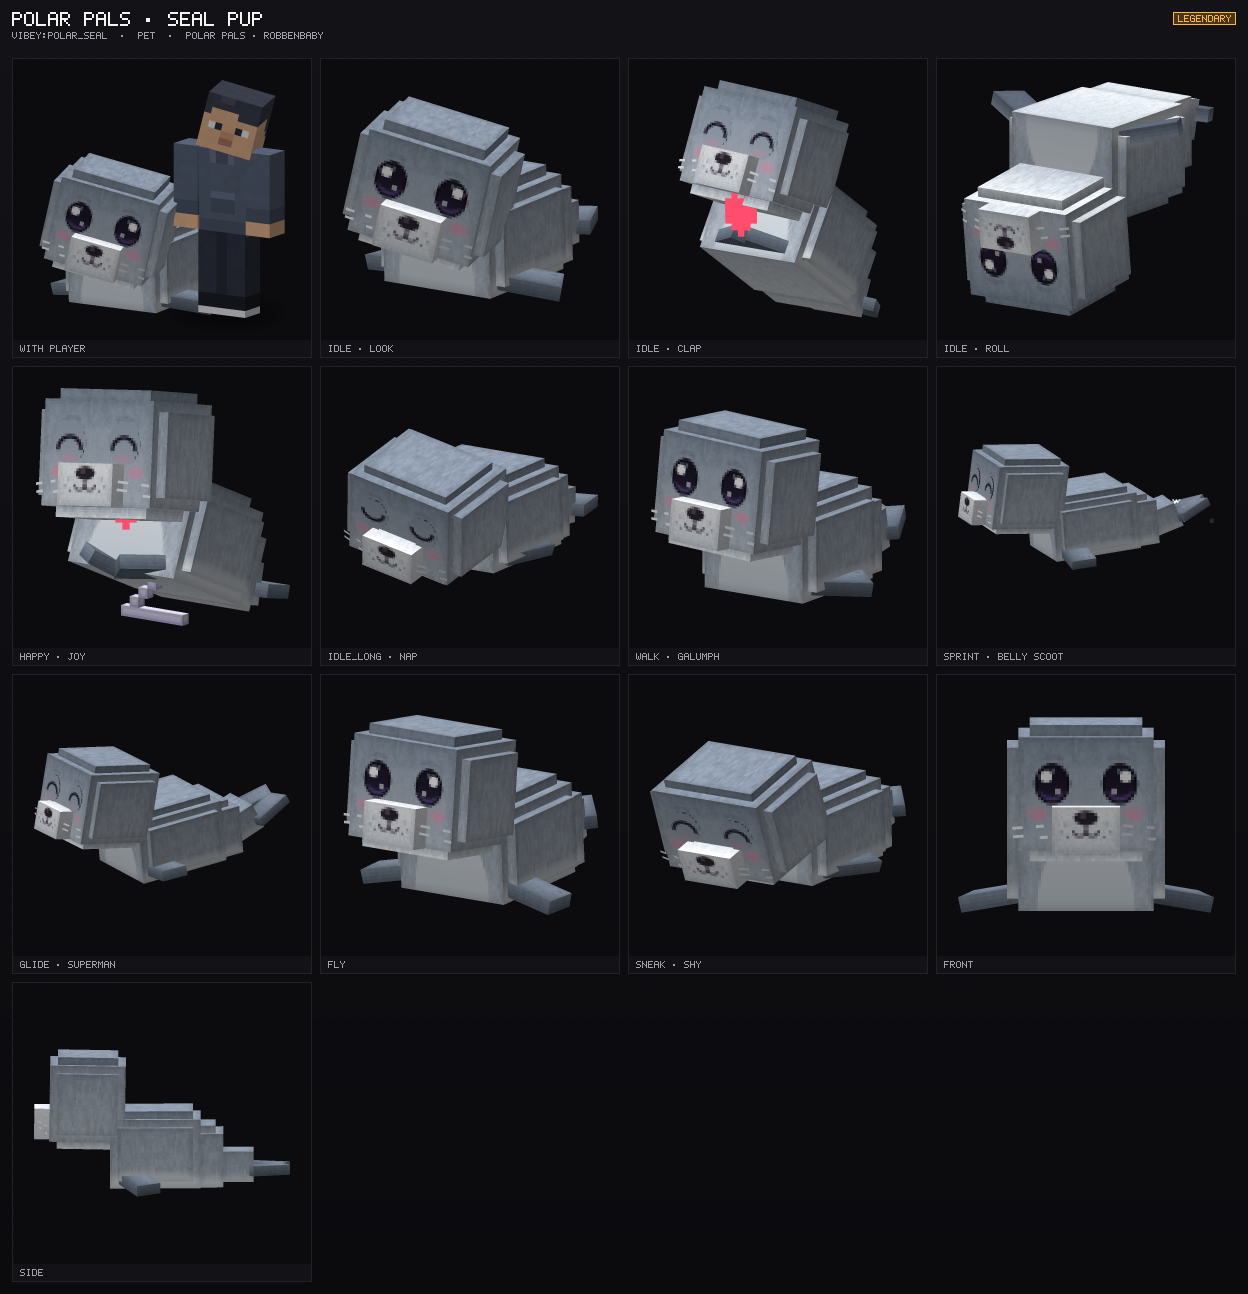 POLAR PALS • SEAL PUP
LEGENDARY
VIBEY:POLAR_SEAL • PET • POLAR PALS • ROBBENBABY
WITH PLAYER
IDLE • LOOK
IDLE • CLAP
IDLE • ROLL
HAPPY • JOY
IDLE_LONG • NAP
WALK • GALUMPH
SPRINT • BELLY SCOOT
GLIDE • SUPERMAN
FLY
SNEAK • SHY
FRONT
SIDE